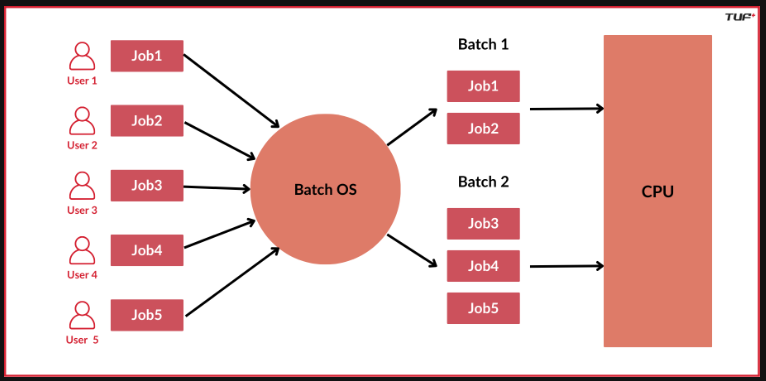 TUF+
Job1
User 1
Job2
User 2
Job3
User 3
Job4
User 4
Job5
User 5
Batch OS
Batch 1
Job1
Job2
Batch 2
Job3
Job4
Job5
CPU